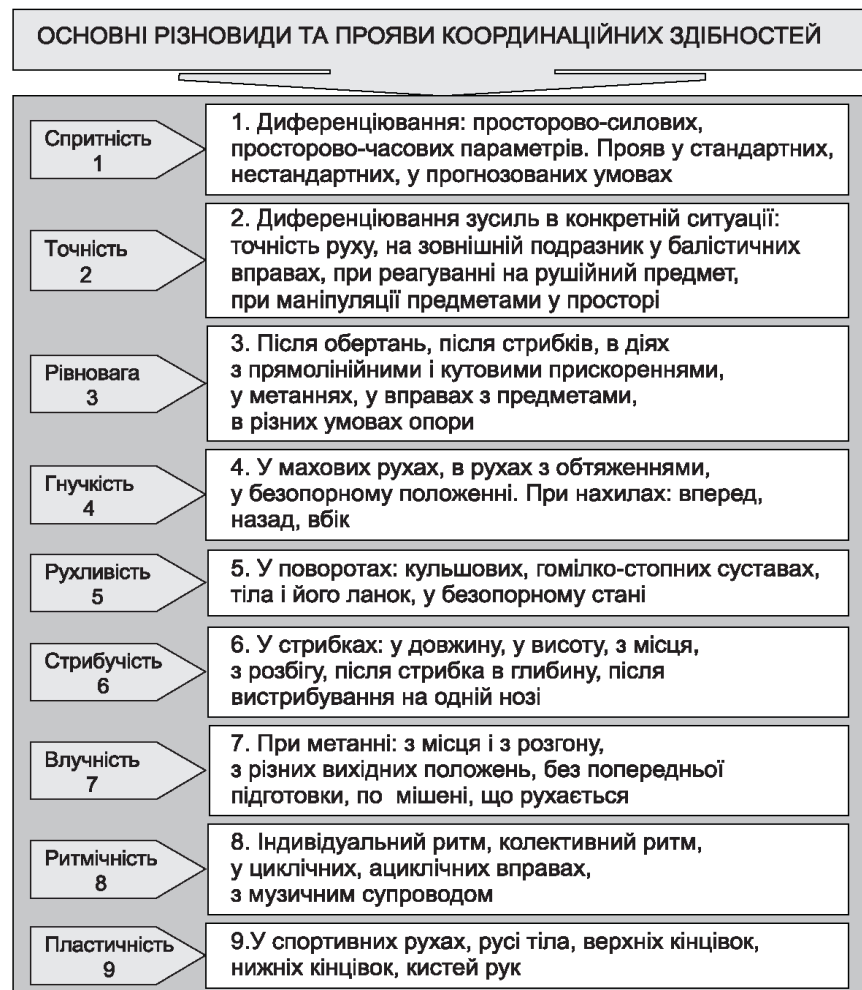 ОСНОВНІ РІЗНОВИДИ ТА ПРОЯВИ КООРДИНАЦІЙНИХ ЗДІБНОСТЕЙ
Спритність
1
1. Диференціювання: просторово-силових,
просторово-часових параметрів. Прояв у стандартних,
нестандартних, у прогнозованих умовах
Точність
2
2. Диференціювання зусиль в конкретній ситуації:
точність руху, на зовнішній подразник у балістичних
вправах, при реагуванні на рушійний предмет,
при маніпуляції предметами у просторі
Рівновага
3
3. Після обертань, після стрибків, в діях
з прямолінійними і кутовими прискореннями,
у метаннях, у вправах з предметами,
в різних умовах опори
Гнучкість
4
4. У махових рухах, в рухах з обтяженнями,
у безопорному положенні. При нахилах: вперед,
назад, вбік
Рухливість
5
5. У поворотах: кульшових, гомілко-стопних суставах,
тіла і його ланок, у безопорному стані
Стрибучість
6
6. У стрибках: у довжину, у висоту, з місця,
з розбігу, після стрибка в глибину, після
вистрибування на одній нозі
Влучність
7
7. При метанні: з місця і з розгону,
з різних вихідних положень, без попередньої
підготовки, по мішені, що рухається
Ритмічність
8
8. Індивідуальний ритм, колективний ритм,
у циклічних, ациклічних вправах,
з музичним супроводом
Пластичність
9
9.У спортивних рухах, русі тіла, верхніх кінцівок,
нижніх кінцівок, кистей рук